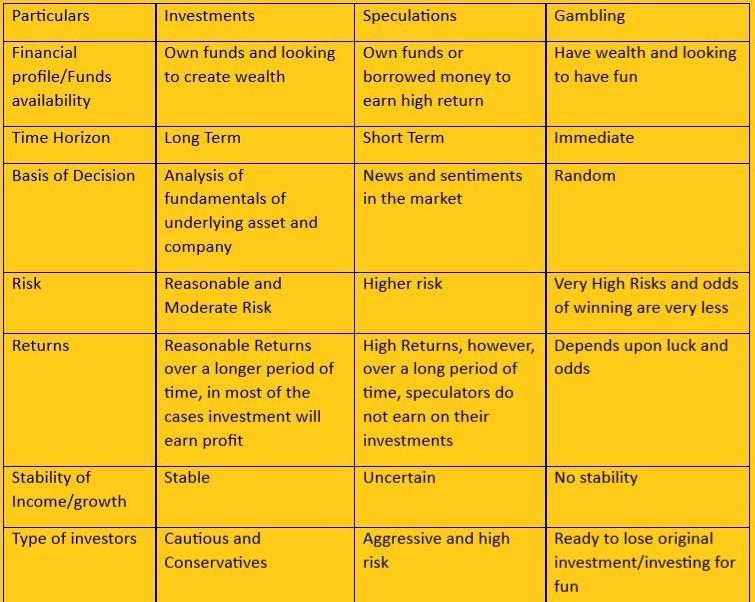 Particulars
Investments
Speculations
Gambling
Financial
profile/Funds
availability
Own funds and looking
to create wealth
Own funds or
borrowed money to
earn high return
Have wealth and looking
to have fun
Time Horizon
Long Term
Short Term
Immediate
Basis of Decision
Analysis of
fundamentals of
underlying asset and
company
News and sentiments
in the market
Random
Risk
Reasonable and
Moderate Risk
Higher risk
Very High Risks and odds
of winning are very less
Returns
Reasonable Returns
over a longer period of
time, in most of the
cases investment will
earn profit
High Returns, however,
over a long period of
time, speculators do
not earn on their
investments
Depends upon luck and
odds
Stability of
Income/growth
Stable
Uncertain
No stability
Type of investors
Cautious and
Conservatives
Aggressive and high
risk
Ready to lose original
investment/investing for
fun